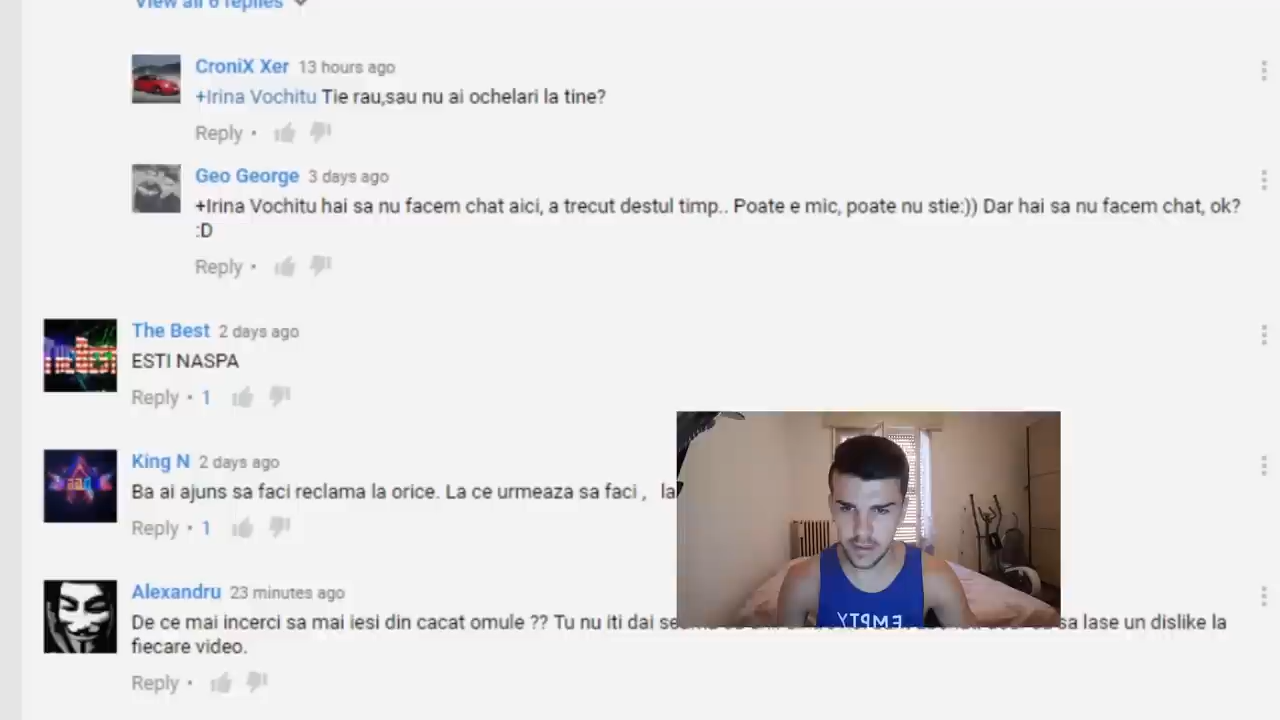 View all 6 replies
CroniX Xer 13 hours ago
+Irina Vochitu Tie rau,sau nu ai ochelari la tine?
Reply •
Geo George 3 days ago
+Irina Vochitu hai sa nu facem chat aici, a trecut destul timp.. Poate e mic, poate nu stie:)) Dar hai sa nu facem chat, ok?
:D
Reply •
The Best 2 days ago
ESTI NASPA
Reply • 1
King N 2 days ago
Ba ai ajuns sa faci reclama la orice. La ce urmeaza sa faci , la
Reply • 1
EMPTY
Alexandru 23 minutes ago
De ce mai incerci sa mai iesi din cacat omule ?? Tu nu iti dai sa lase un dislike la
fiecare video.
Reply •